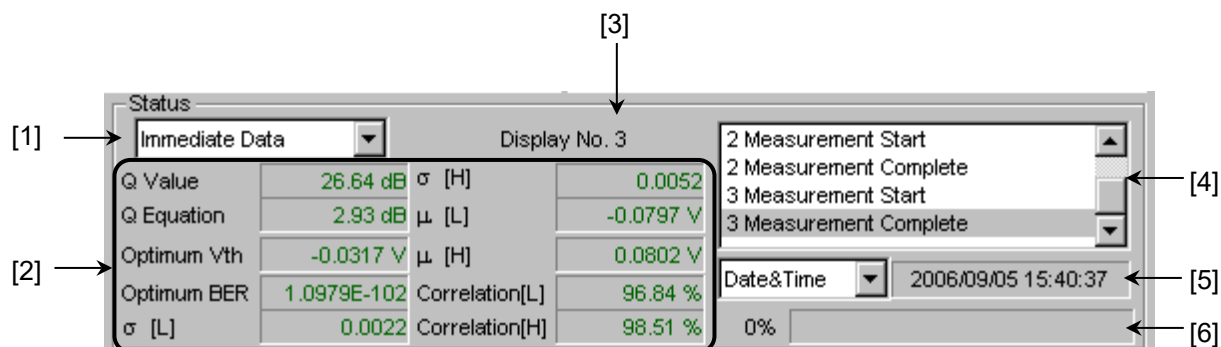 [3]
Status
[1]
Immediate Data
Display No. 3
2 Measurement Start
2 Measurement Complete
3 Measurement Start
3 Measurement Complete
[4]
[2]
Q Value 26.64 dB σ [H] 0.0052
Q Equation 2.93 dB μ [L] -0.0797 V
Optimum Vth -0.0317 V μ [H] 0.0802 V
Optimum BER 1.0979E-102 Correlation[L] 96.84 %
σ [L] 0.0022 Correlation[H] 98.51 %
Date&Time 2006/09/05 15:40:37 [5]
0% [6]